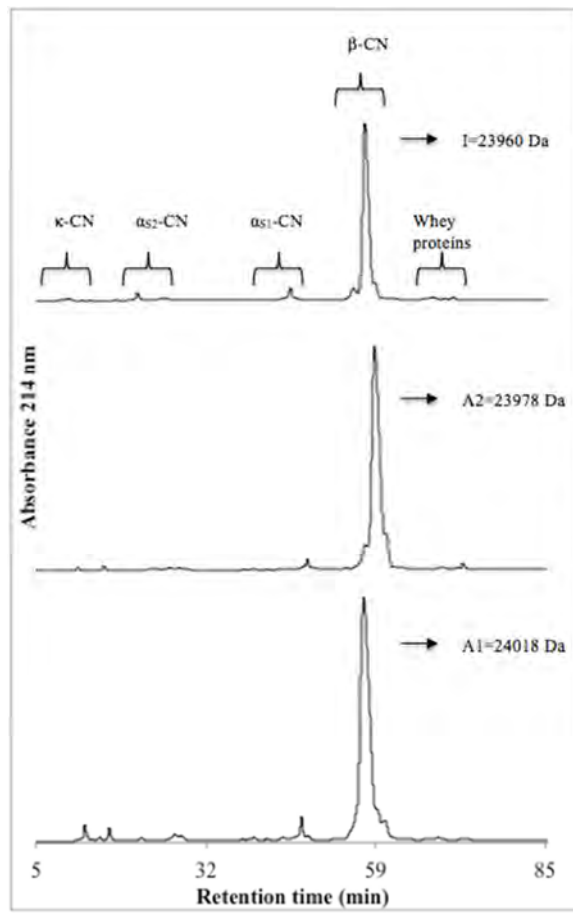 β-CN
I=23960 Da
κ-CN
αS2-CN
αS1-CN
Whey
proteins
Absorbance 214 nm
A2=23978 Da
A1=24018 Da
5
32
59
85
Retention time (min)